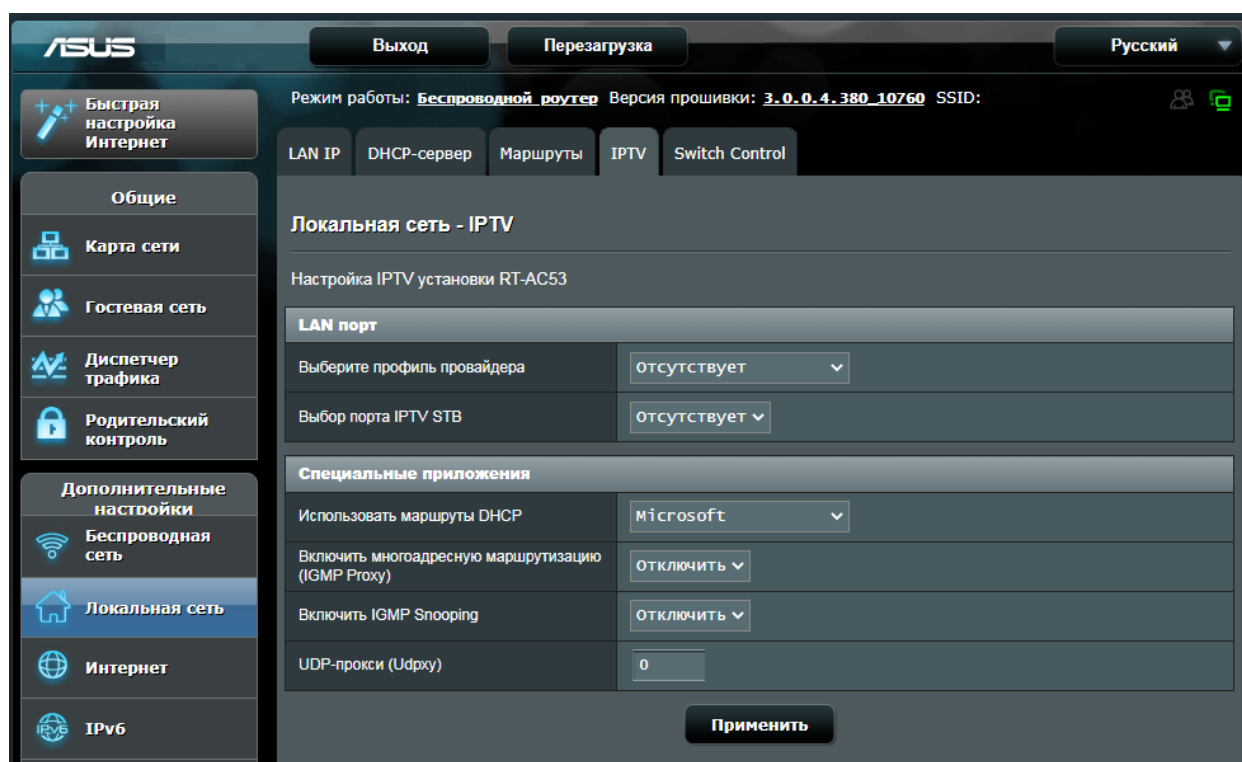 ASUS
Выход
Перезагрузка
Русский
Быстрая
настройка
Интернет
Режим работы: Беспроводной роутер Версия прошивки: 3.0.0.4.380_10760 SSID:
LAN IP
DHCP-сервер
Маршруты
IPTV
Switch Control
Общие
Карта сети
Гостевая сеть
Диспетчер
трафика
Родительский
контроль
Дополнительные
настройки
Беспроводная
сеть
Локальная сеть
Интернет
IPv6
Локальная сеть - IPTV
Настройка IPTV установки RT-AC53
LAN порт
Выберите профиль провайдера
Отсутствует
Выбор порта IPTV STB
Отсутствует
Специальные приложения
Использовать маршруты DHCP
Microsoft
Включить многоадресную маршрутизацию
(IGMP Proxy)
Отключить
Включить IGMP Snooping
Отключить
UDP-прокси (Udpxy)
0
Применить